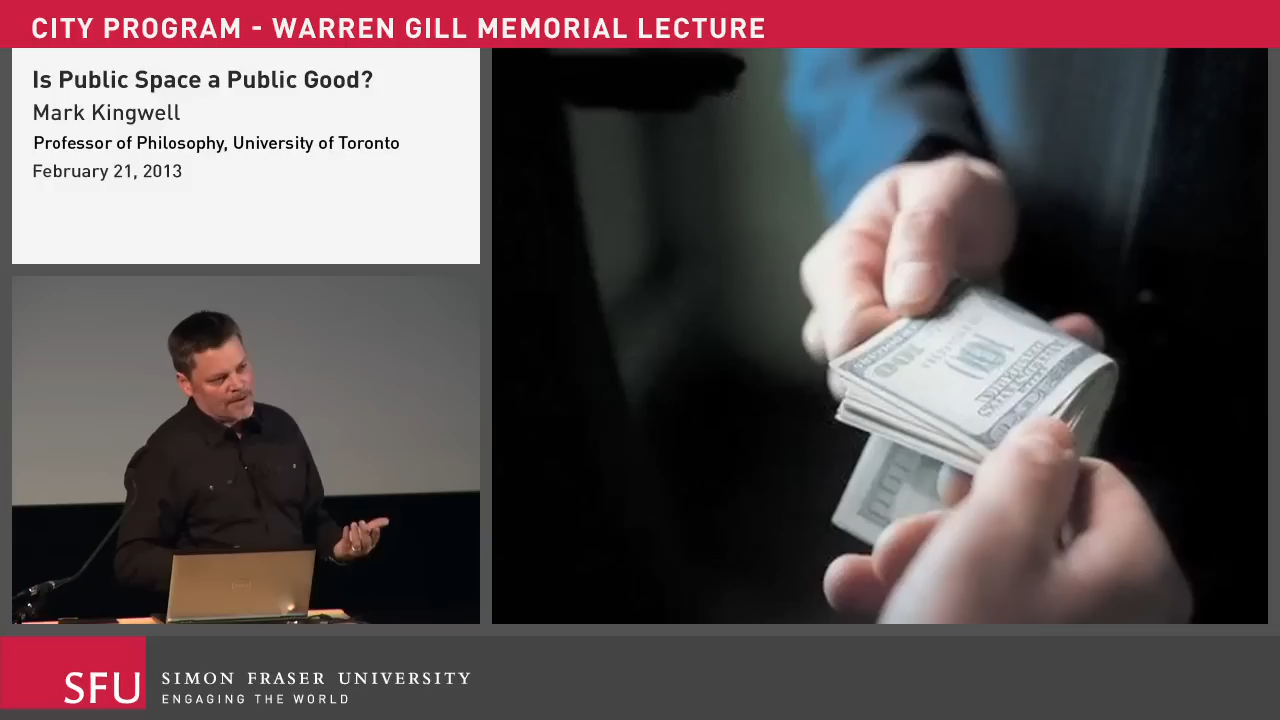 CITY PROGRAM - WARREN GILL MEMORIAL LECTURE
Is Public Space a Public Good?
Mark Kingwell
Professor of Philosophy, University of Toronto
February 21, 2013
100
SFU
SIMON FRASER UNIVERSITY
ENGAGING THE WORLD